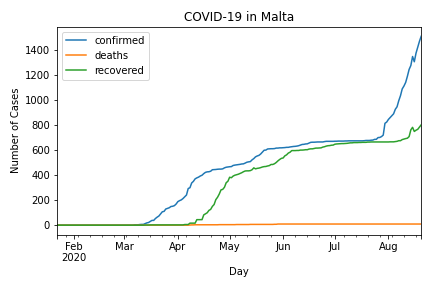 COVID-19 in Malta
confirmed
deaths
recovered
Number of Cases
1400
1200
1000
800
600
400
200
0
Feb
2020
Mar
Apr
May
Jun
Jul
Aug
Day